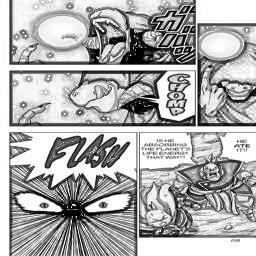 CHOMP
FLASH
IS HE
ABSORBING
THE PLANET'S
LIFE ENERGY
THAT WAY?!
HE
ATE
IT!!